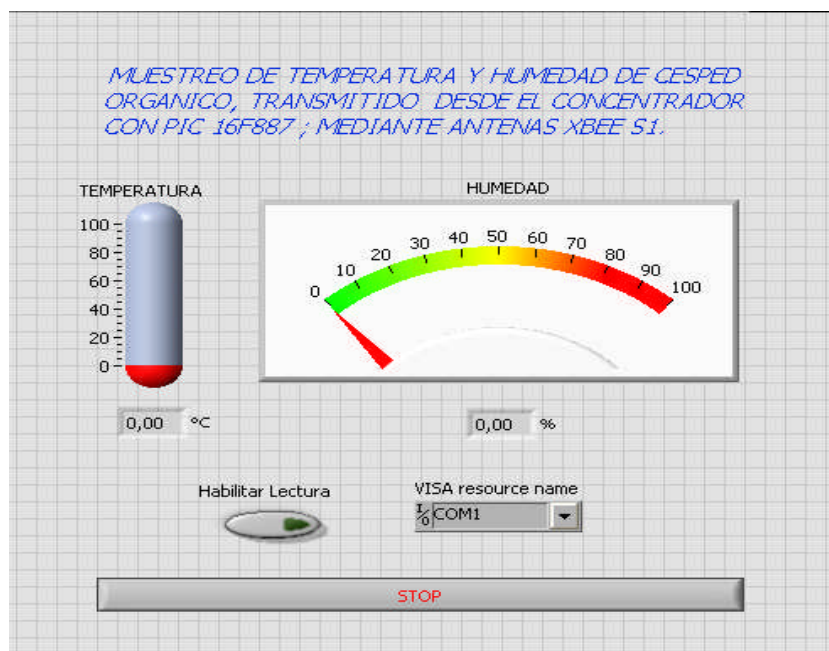 MUESTREO DE TEMPERATURA Y HUMEDAD DE CESPED
ORGANICO, TRANSMITIDO DESDE EL CONCENTRADOR
CON PIC 16F887 ; MEDIANTE ANTENAS XBEE S1.
TEMPERATURA
100
80
60
40
20
0
0,00 °C
HUMEDAD
0 10 20 30 40 50 60 70 80 90 100
0,00 %
Habilitar Lectura
VISA resource name
I/O COM1
STOP